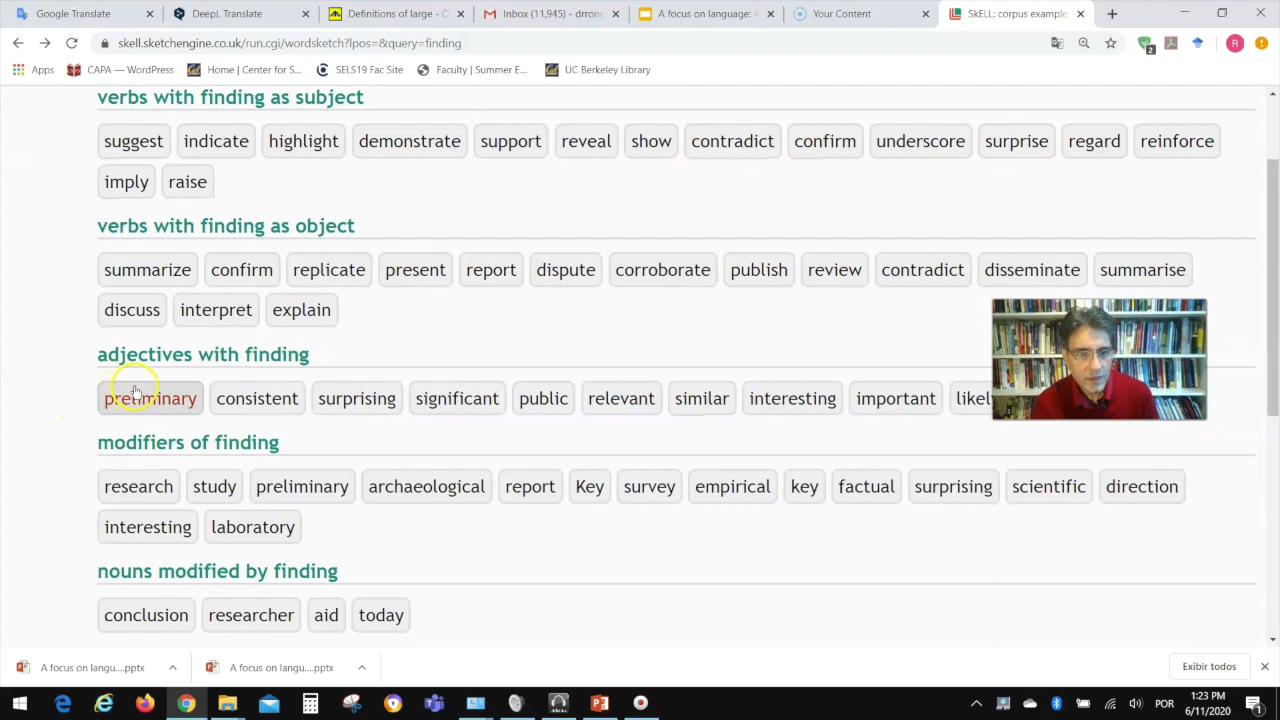 Google Translate
DeepL Translate
Definitions of large - O
Inbox (11,945) - drrone
A focus on language: A
Your Content
SkELL: corpus example
skell.sketchengine.co.uk/run.cgi/wordsketch?lpos=&query=finding
2
R
Apps
CAPA — WordPress
Home | Center for S...
SELS19 Fac Site
Faculty | Summer E...
UC Berkeley Library
verbs with finding as subject
suggest indicate highlight demonstrate support reveal show contradict confirm underscore surprise regard reinforce
imply raise
verbs with finding as object
summarize confirm replicate present report dispute corroborate publish review contradict disseminate summarise
discuss interpret explain
adjectives with finding
preliminary consistent surprising significant public relevant similar interesting important likely
modifiers of finding
research study preliminary archaeological report Key survey empirical key factual surprising scientific direction
interesting laboratory
nouns modified by finding
conclusion researcher aid today
A focus on langu....pptx
A focus on langu....pptx
Exibir todos
POR
1:23 PM
6/11/2020
1